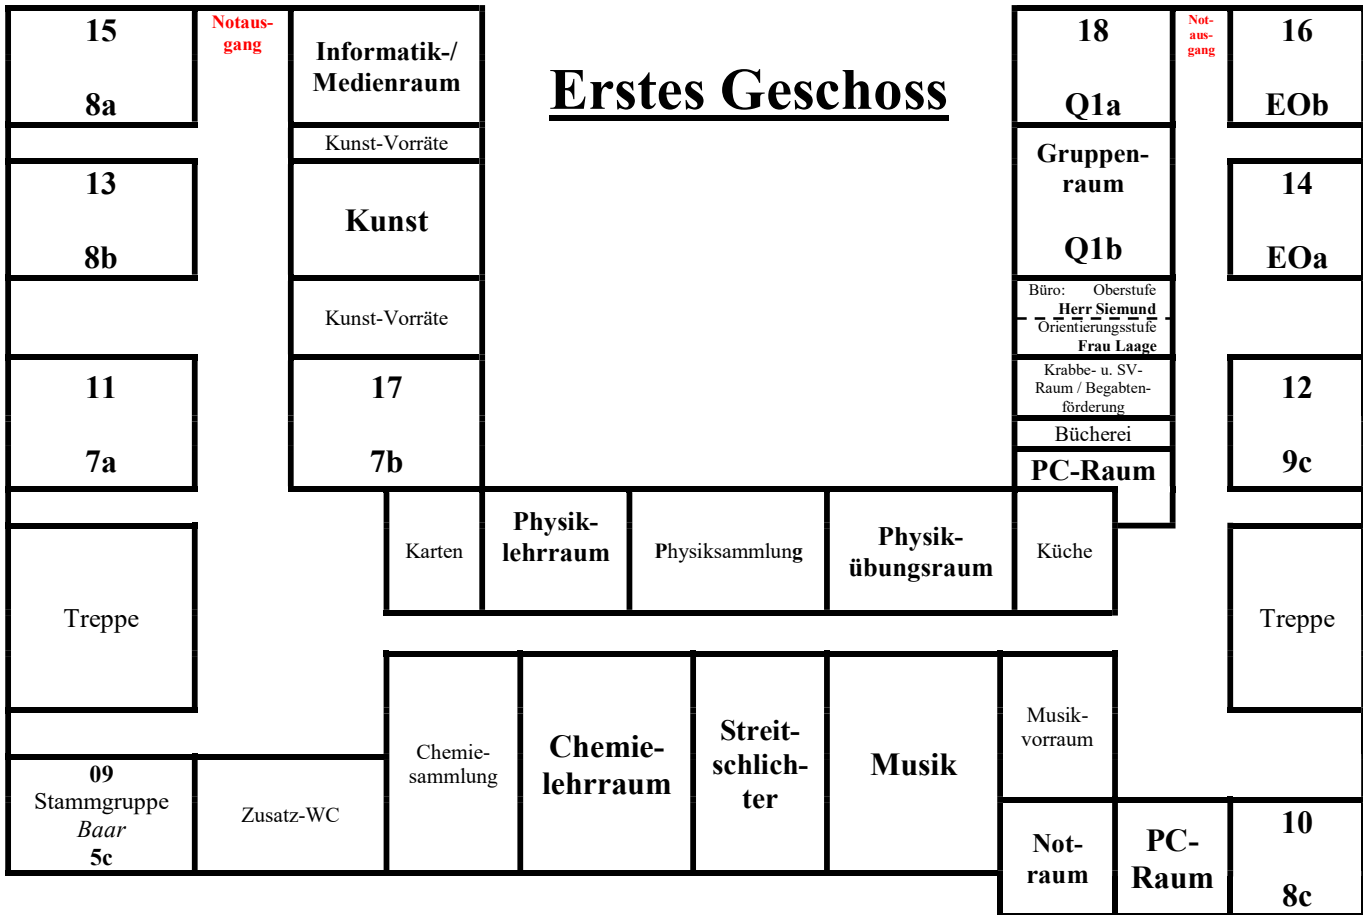 Erstes Geschoss
15
8a
Notaus-
gang
Informatik-/
Medienraum
Kunst-Vorräte
13
8b
Kunst
Kunst-Vorräte
11
7a
17
7b
18
Q1a
Not-
aus-
gang
16
EOb
Gruppen-
raum
Q1b
14
EOa
Büro: Oberstufe
Herr Siemund
Orientierungsstufe
Frau Laage
Krabbe- u. SV-
Raum / Begabten-
förderung
Bücherei
PC-Raum
12
9c
Karten
Physik-
lehrraum
Physiksammlung
Physik-
übungsraum
Küche
Treppe
Treppe
09
Stammgruppe
Baar
5c
Zusatz-WC
Chemie-
sammlung
Chemie-
lehrraum
Streit-
schlich-
ter
Musik
Musik-
vorraum
Not-
raum
PC-
Raum
10
8c